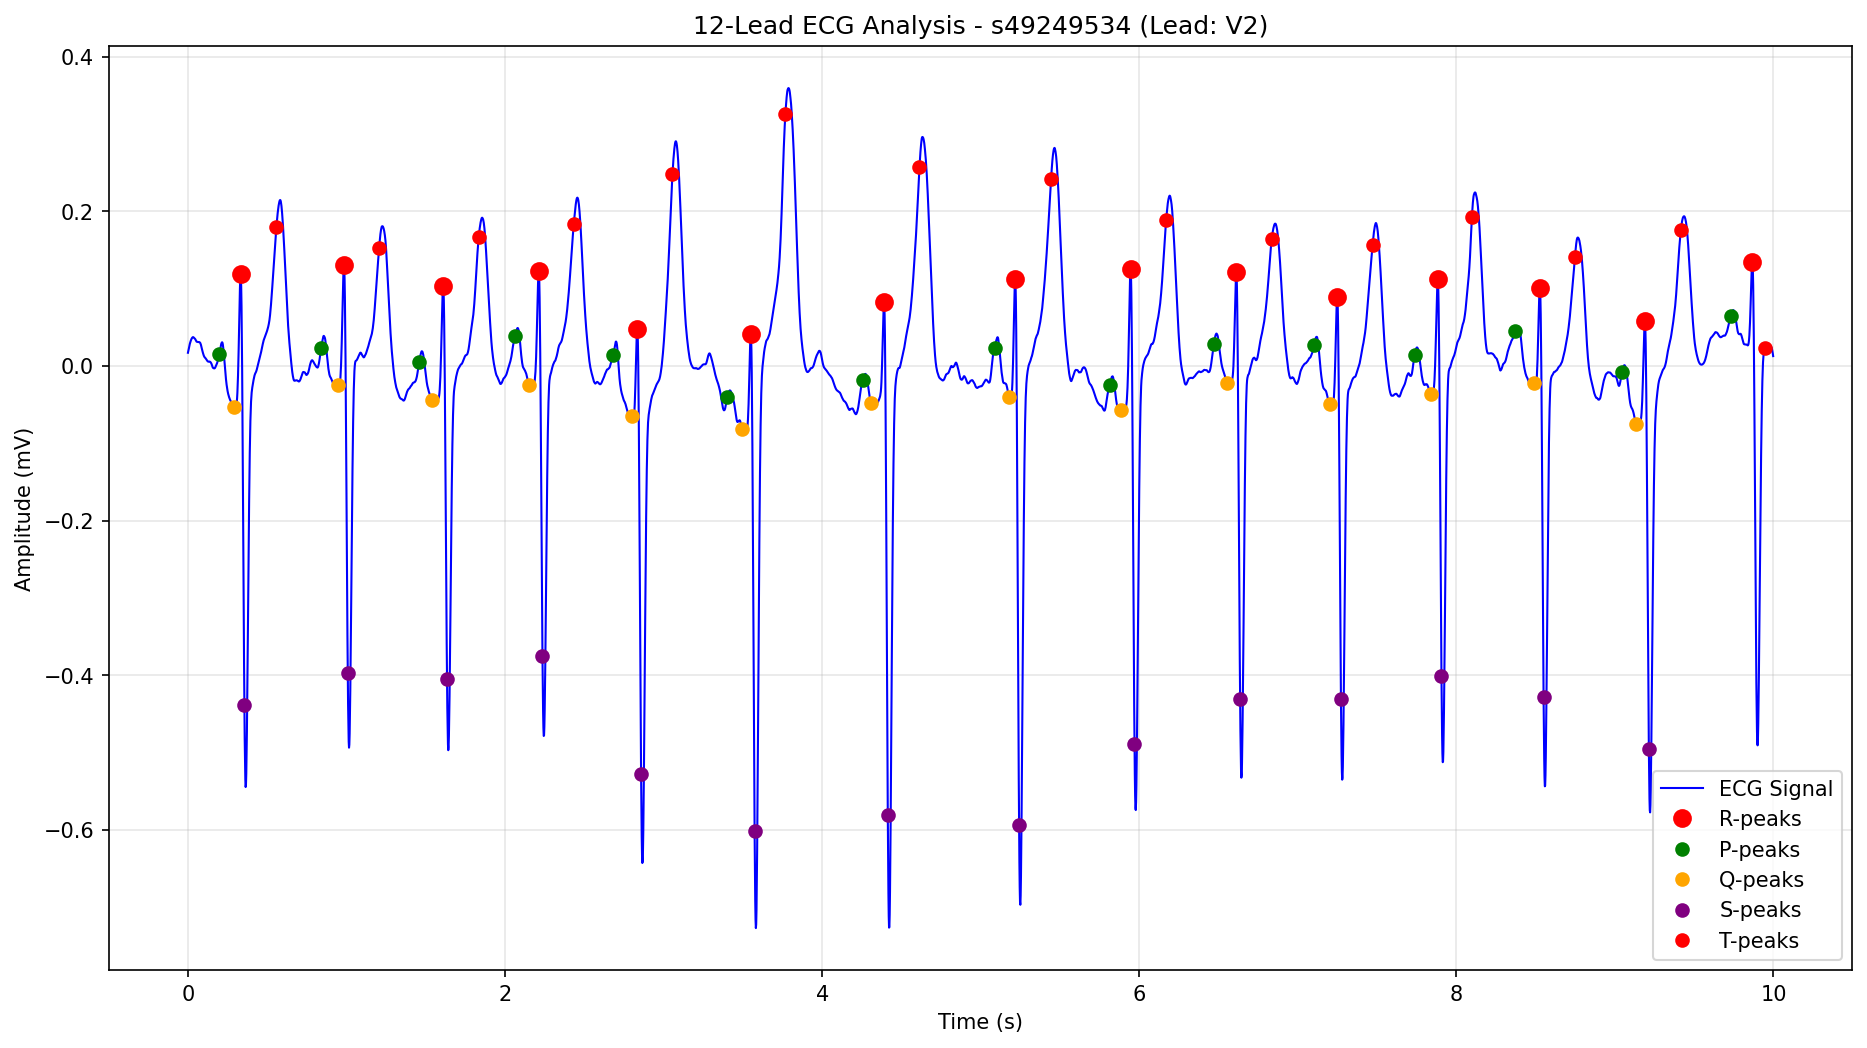 12-Lead ECG Analysis - s49249534 (Lead: V2)
Amplitude (mV)
0.4
0.2
0.0
−0.2
−0.4
−0.6
0
2
4
6
8
10
Time (s)
ECG Signal
R-peaks
P-peaks
Q-peaks
S-peaks
T-peaks